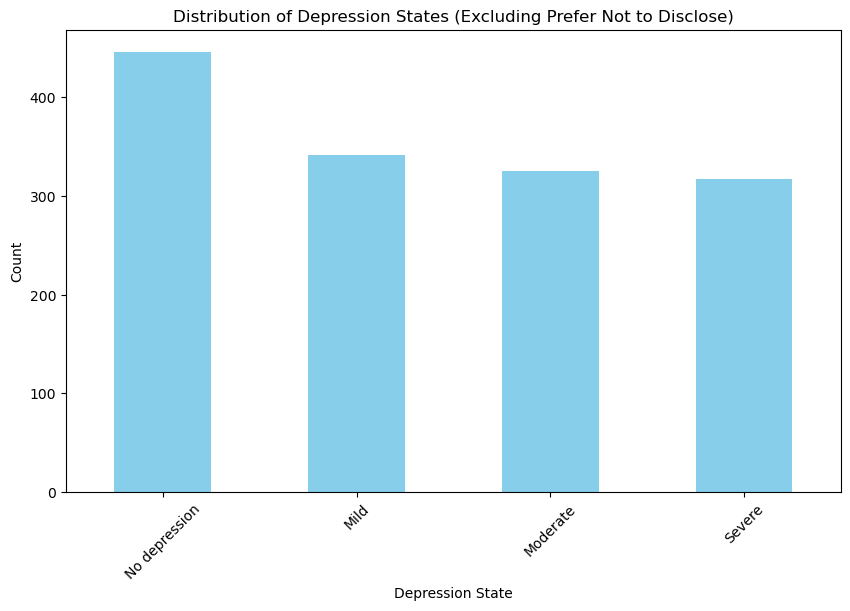 Distribution of Depression States (Excluding Prefer Not to Disclose)
Count
400
300
200
100
0
No depression
Mild
Moderate
Severe
Depression State